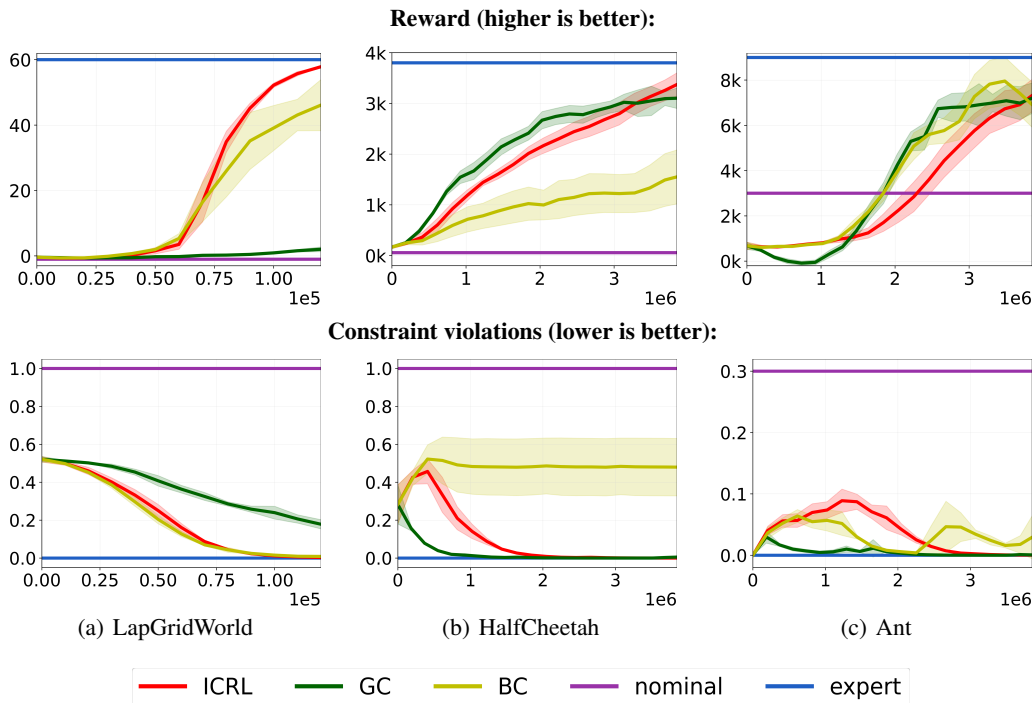 Reward (higher is better):
60
40
20
0
0.00 0.25 0.50 0.75 1.00
1e5
4k
3k
2k
1k
0k
0 1 2 3
1e6
8k
6k
4k
2k
0k
0 1 2 3
1e6
Constraint violations (lower is better):
1.0
0.8
0.6
0.4
0.2
0.0
0.00 0.25 0.50 0.75 1.00
1e5
1.0
0.8
0.6
0.4
0.2
0.0
0 1 2 3
1e6
0.3
0.2
0.1
0.0
0 1 2 3
1e6
(a) LapGridWorld
(b) HalfCheetah
(c) Ant
ICRL GC BC nominal expert